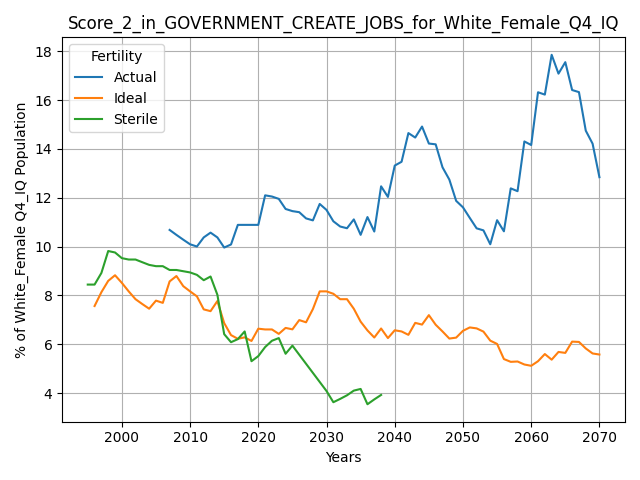 Score_2_in_GOVERNMENT_CREATE_JOBS_for_White_Female_Q4_IQ
Fertility
Actual
Ideal
Sterile
% of White_Female Q4_IQ Population
18
16
14
12
10
8
6
4
2000 2010 2020 2030 2040 2050 2060 2070
Years